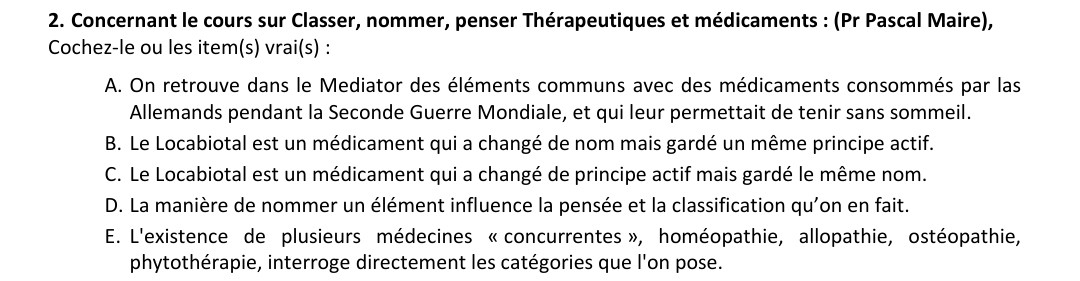 2. Concernant le cours sur Classer, nommer, penser Thérapeutiques et médicaments : (Pr Pascal Maire),
Cochez-le ou les item(s) vrai(s) :
A. On retrouve dans le Mediator des éléments communs avec des médicaments consommés par las
Allemands pendant la Seconde Guerre Mondiale, et qui leur permettait de tenir sans sommeil.
B. Le Locabiotal est un médicament qui a changé de nom mais gardé un même principe actif.
C. Le Locabiotal est un médicament qui a changé de principe actif mais gardé le même nom.
D. La manière de nommer un élément influence la pensée et la classification qu’on en fait.
E. L'existence de plusieurs médecines « concurrentes », homéopathie, allopathie, ostéopathie,
phytothérapie, interroge directement les catégories que l'on pose.